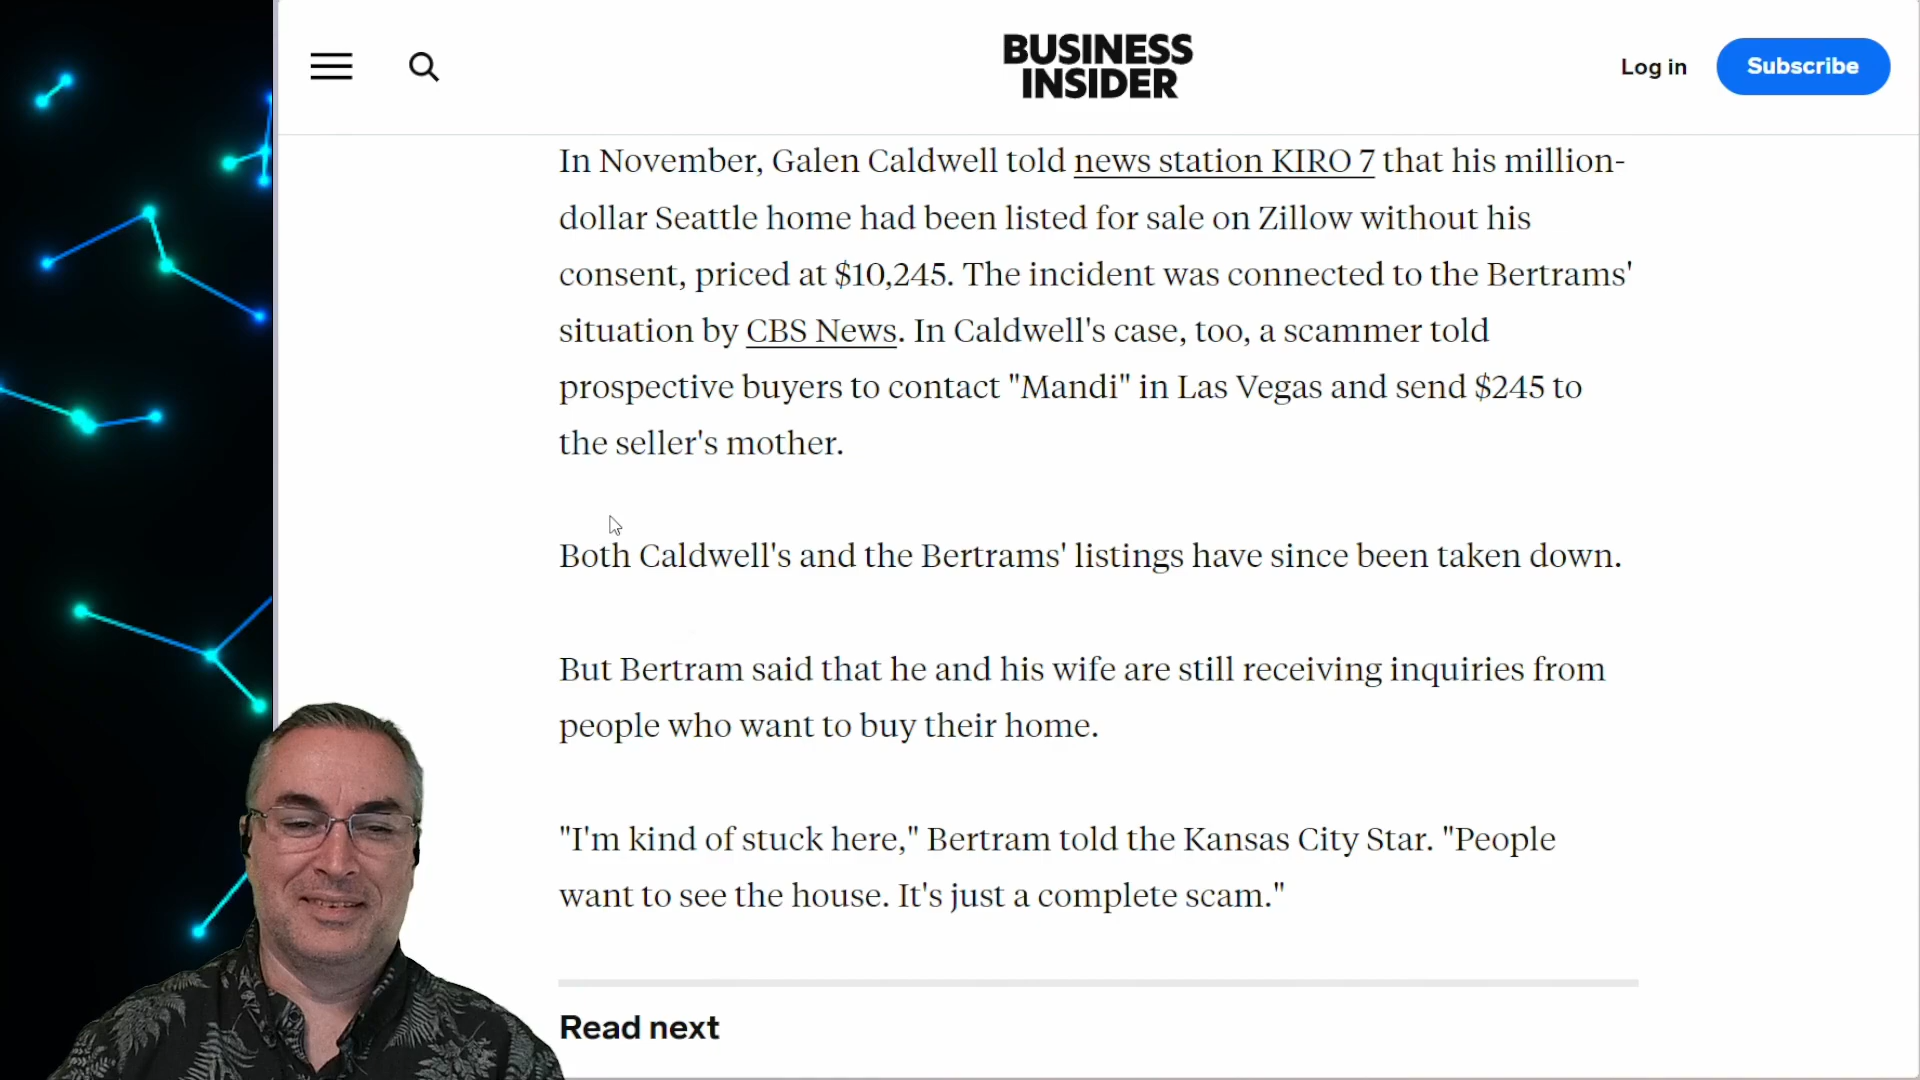 BUSINESS
INSIDER
Log in
Subscribe
In November, Galen Caldwell told news station KIRO 7 that his million-
dollar Seattle home had been listed for sale on Zillow without his
consent, priced at $10,245. The incident was connected to the Bertrams'
situation by CBS News. In Caldwell's case, too, a scammer told
prospective buyers to contact "Mandi" in Las Vegas and send $245 to
the seller's mother.
Both Caldwell's and the Bertrams' listings have since been taken down.
But Bertram said that he and his wife are still receiving inquiries from
people who want to buy their home.
"I'm kind of stuck here," Bertram told the Kansas City Star. "People
want to see the house. It's just a complete scam."
Read next